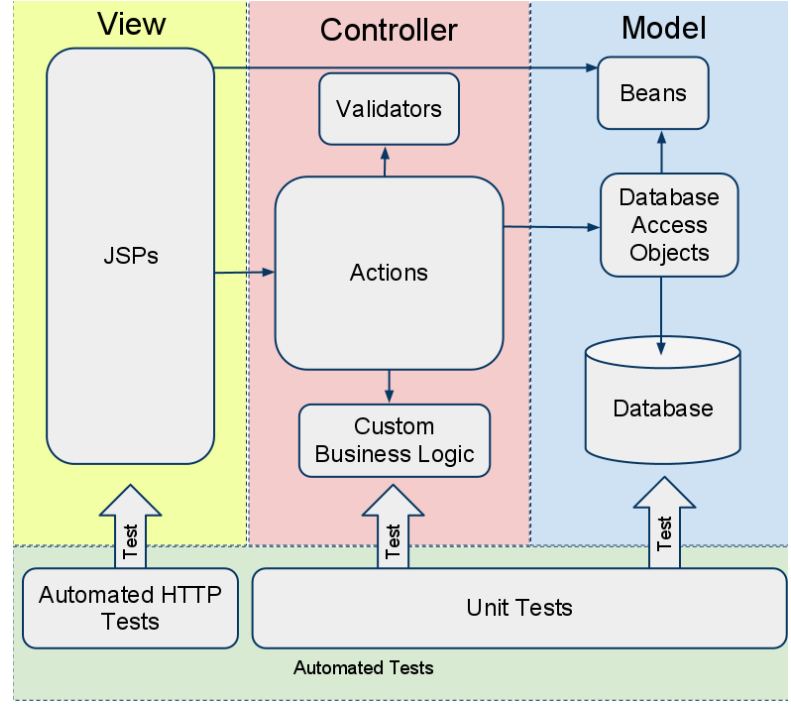 View
Controller
Model
JSPs
Validators
Beans
Actions
Database
Access
Objects
Custom
Business Logic
Database
Test
Test
Test
Automated HTTP
Tests
Unit Tests
Automated Tests